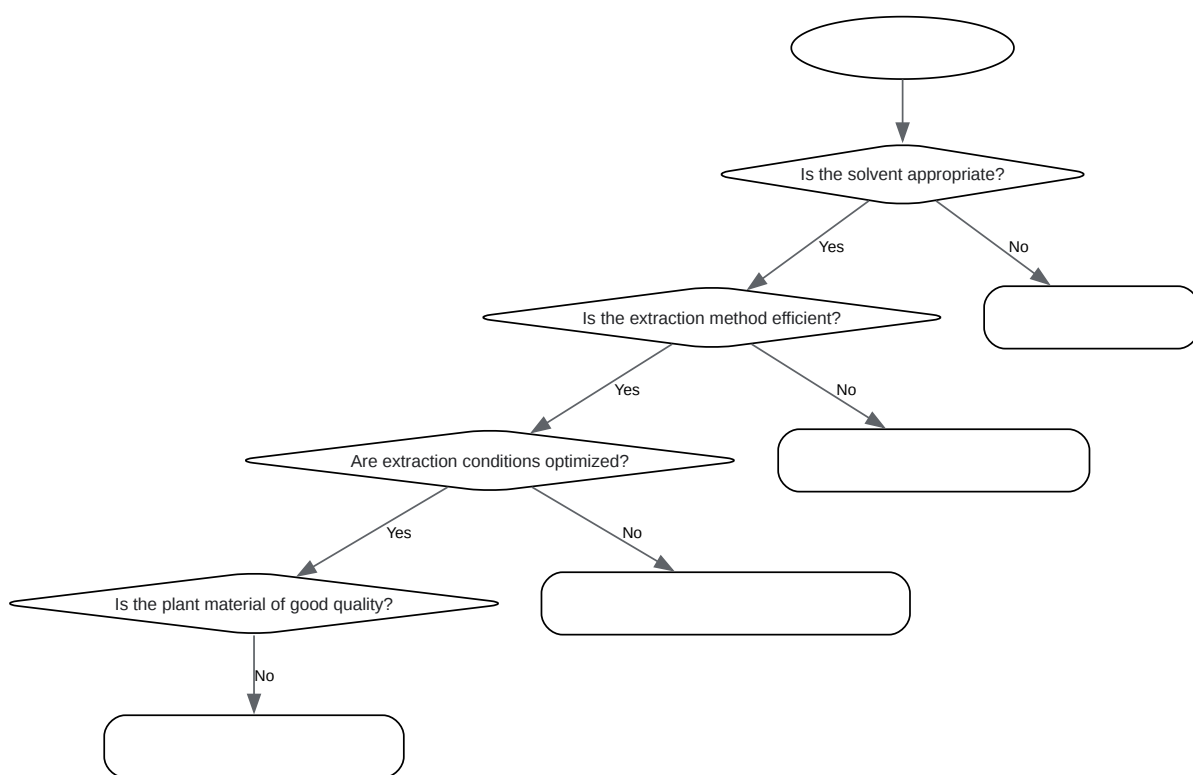 Is the solvent appropriate?
Yes
No
Is the extraction method efficient?
Yes
No
Are extraction conditions optimized?
Yes
No
Is the plant material of good quality?
No